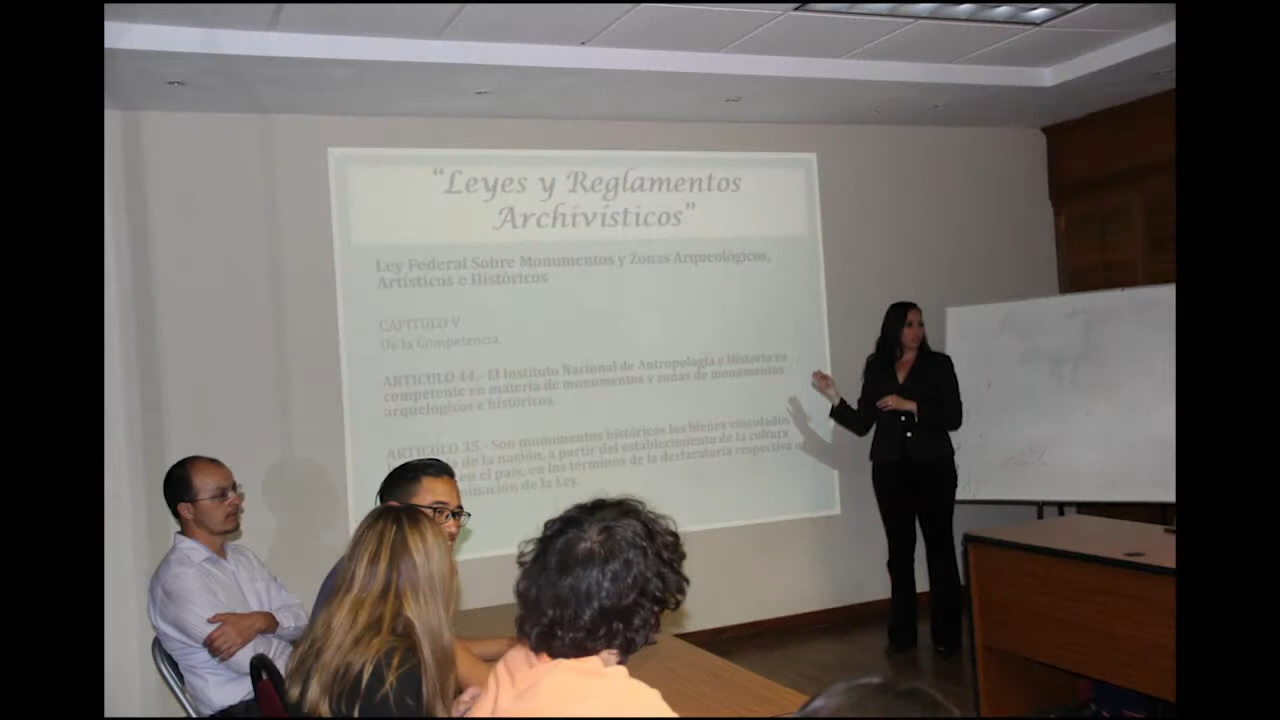 “Leyes y Reglamentos
Archivísticos”
Ley Federal Sobre Monumentos y Zonas Arqueológicos,
Artísticos e Históricos
CAPITULO V
De la Competencia.
ARTICULO 44.- El Instituto Nacional de Antropología e Historia es
competente en materia de monumentos y zonas de monumentos
arquelógicos e históricos.
ARTICULO 35.- Son monumentos históricos los bienes vinculados
de la nación, a partir del establecimiento de la cultura
en el país, en los términos de la declaratoria respectiva o
de la Ley.